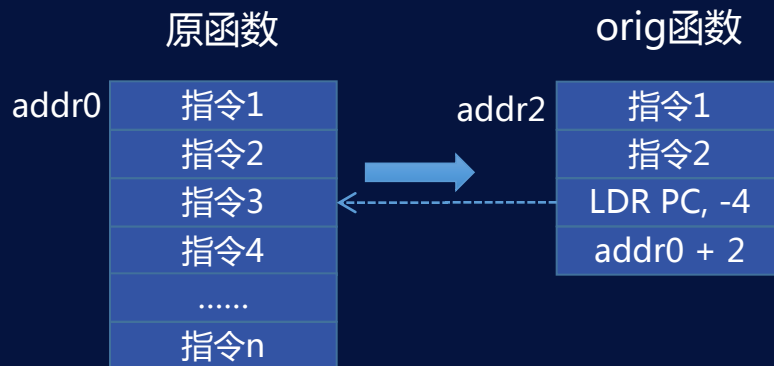 原函数
addr0
指令1
指令2
指令3
指令4
......
指令n
orig函数
addr2
指令1
指令2
LDR PC, -4
addr0 + 2